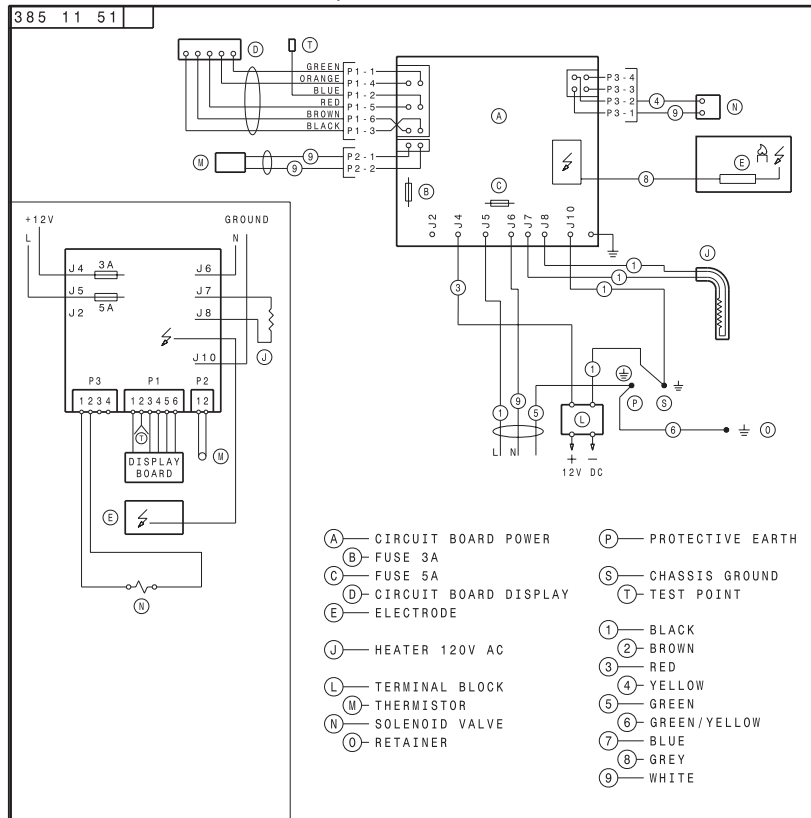 385 11 51
D
T
GREEN P1-1
ORANGE P1-4
BLUE P1-2
RED P1-5
BROWN P1-6
BLACK P1-3
A
P3-4
P3-3
P3-2 4
P3-1 9 N
M 9 P2-1
9 P2-2
B
C
E
8
J2 J4 J5 J6 J7 J8 J10
1
1
1
J
3
1
1 9 5
L
P
S
6
O
L N
+ −
12V DC
+12V GROUND
L N
J4 3A J6
J5 5A J7
J2 J8
J10
J
P3 P1 P2
1234 123456 12
T
DISPLAY
BOARD
M
E
N
A CIRCUIT BOARD POWER
B FUSE 3A
C FUSE 5A
D CIRCUIT BOARD DISPLAY
E ELECTRODE
J HEATER 120V AC
L TERMINAL BLOCK
M THERMISTOR
N SOLENOID VALVE
O RETAINER
P PROTECTIVE EARTH
S CHASSIS GROUND
T TEST POINT
1 BLACK
2 BROWN
3 RED
4 YELLOW
5 GREEN
6 GREEN/YELLOW
7 BLUE
8 GREY
9 WHITE